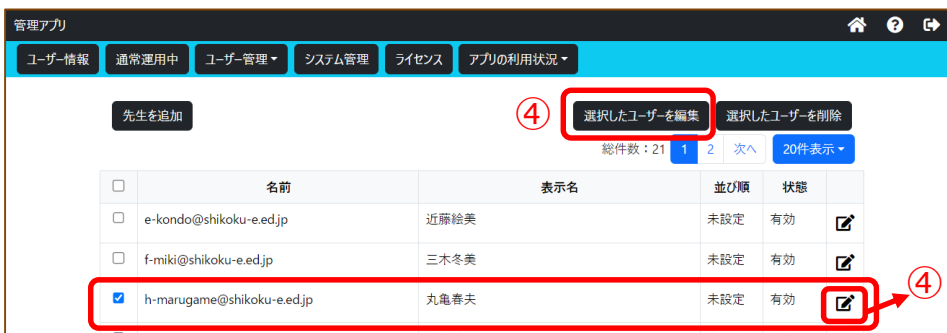 管理アプリ
ユーザー情報 通常運用中 ユーザー管理 システム管理 ライセンス アプリの利用状況
先生を追加 ④ 選択したユーザーを編集 選択したユーザーを削除
総件数：21 1 2 次へ 20件表示
名前 表示名 並び順 状態
e-kondo@shikoku-e.ed.jp 近藤絵美 未設定 有効
f-miki@shikoku-e.ed.jp 三木冬美 未設定 有効
h-marugame@shikoku-e.ed.jp 丸亀春夫 未設定 有効 ④